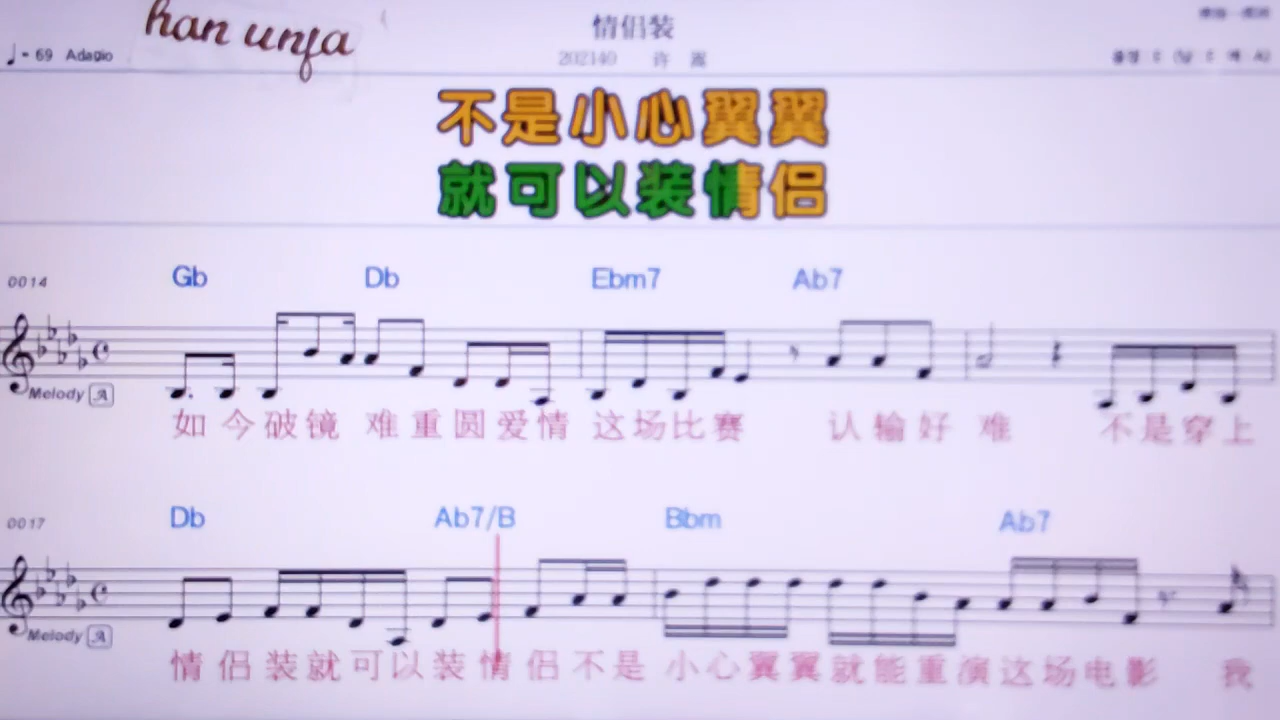 han unfa
情侣装
♩= 69 Adagio
202140 许 嵩
不是小心翼翼
就可以装情侣
0014
Gb Db Ebm7 Ab7
Melody A
如今破镜难重圆爱情这场比赛 认输好难 不是穿上
0017
Db Ab7/B Bbm Ab7
Melody A
情侣装就可以装情侣不是小心翼翼就能重演这场电影 我